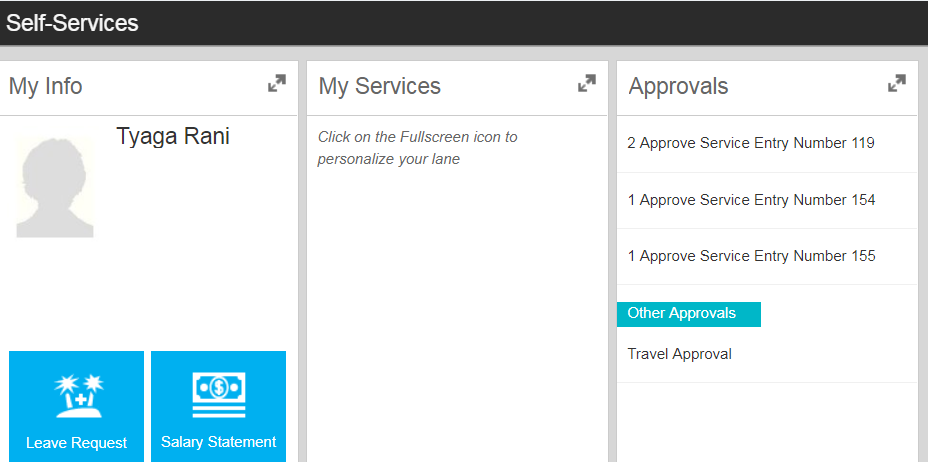 Self-Services
My Info
Tyaga Rani
Leave Request
Salary Statement
My Services
Click on the Fullscreen icon to
personalize your lane
Approvals
2 Approve Service Entry Number 119
1 Approve Service Entry Number 154
1 Approve Service Entry Number 155
Other Approvals
Travel Approval